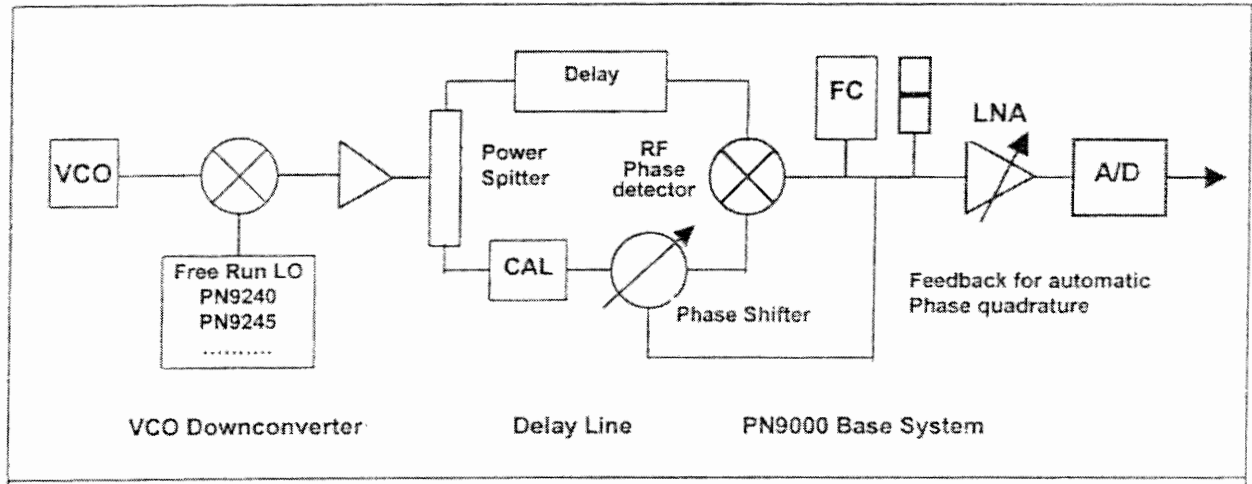 Delay
FC
LNA
VCO
Power
Spitter
RF
Phase
detector
A/D
CAL
Free Run LO
PN9240
PN9245
..........
Phase Shifter
Feedback for automatic
Phase quadrature
VCO Downconverter
Delay Line
PN9000 Base System